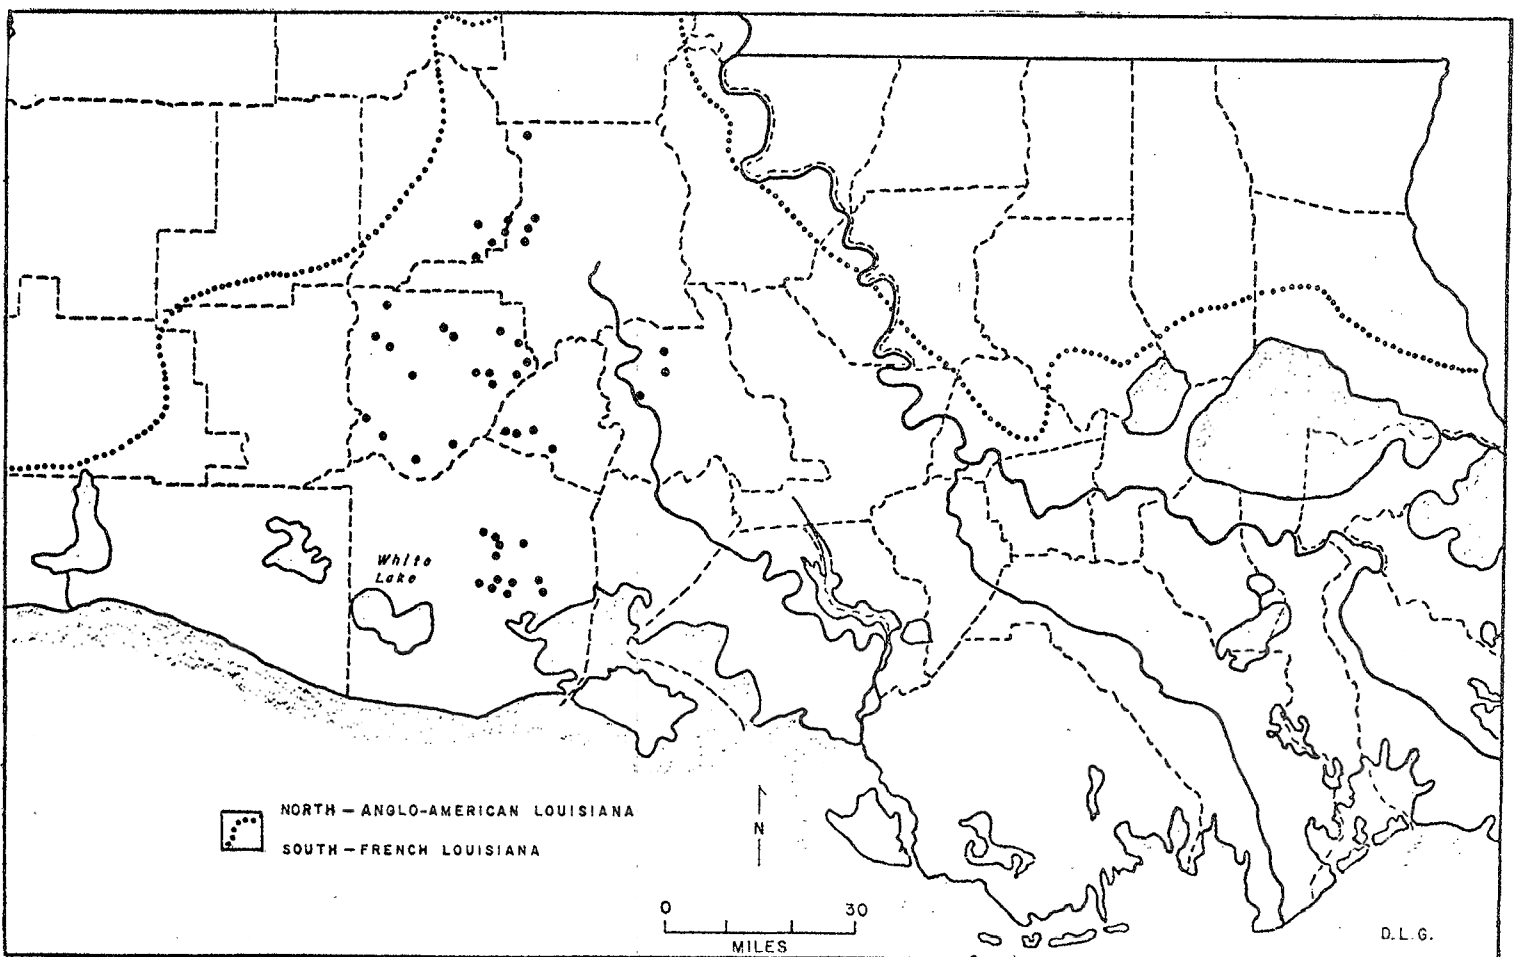 White
Lake
NORTH — ANGLO-AMERICAN LOUISIANA
SOUTH — FRENCH LOUISIANA
N
0 30
MILES
D.L.G.